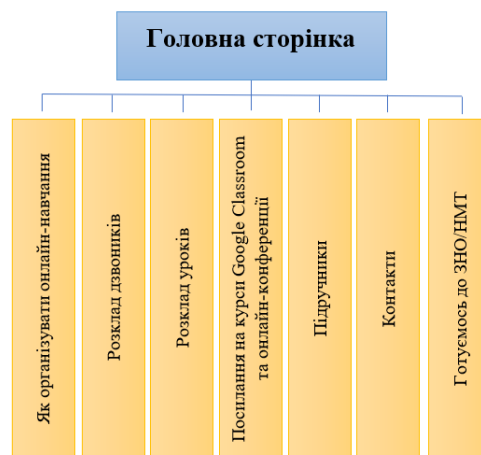 Головна сторінка
Як організувати онлайн-навчання
Розклад дзвоників
Розклад уроків
Посилання на курси Google Classroom
та онлайн-конференції
Підручники
Контакти
Готуємось до ЗНО/НМТ